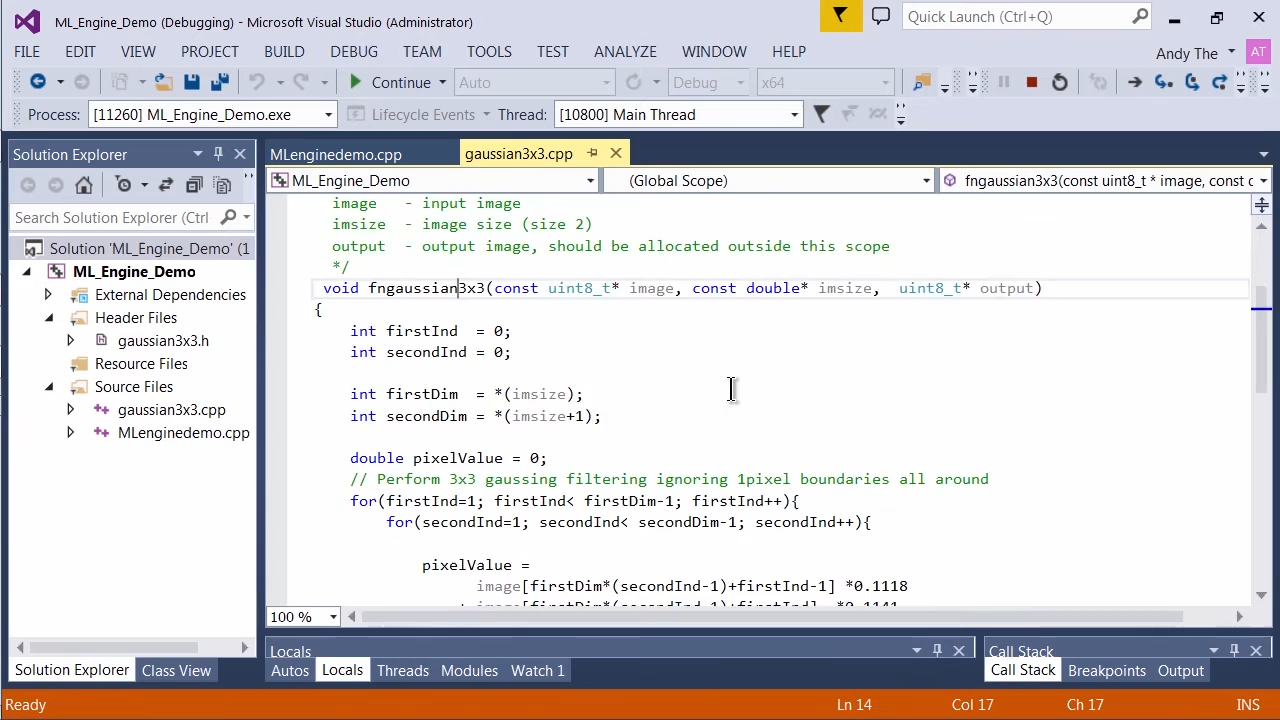 ML_Engine_Demo (Debugging) - Microsoft Visual Studio (Administrator)
Quick Launch (Ctrl+Q)
FILE EDIT VIEW PROJECT BUILD DEBUG TEAM TOOLS TEST ANALYZE WINDOW HELP
Andy The AT
Continue Auto Debug x64
Process: [11260] ML_Engine_Demo.exe Lifecycle Events Thread: [10800] Main Thread
Solution Explorer
MLenginedemo.cpp gaussian3x3.cpp
ML_Engine_Demo (Global Scope) fngaussian3x3(const uint8_t * image, const c
Search Solution Explorer (Ctrl+
Solution 'ML_Engine_Demo' (1
ML_Engine_Demo
External Dependencies
Header Files
gaussian3x3.h
Resource Files
Source Files
gaussian3x3.cpp
MLenginedemo.cpp
image - input image
imsize - image size (size 2)
output - output image, should be allocated outside this scope
*/
void fngaussian3x3(const uint8_t* image, const double* imsize, uint8_t* output)
{
int firstInd = 0;
int secondInd = 0;
int firstDim = *(imsize);
int secondDim = *(imsize+1);
double pixelValue = 0;
// Perform 3x3 gaussing filtering ignoring 1pixel boundaries all around
for(firstInd=1; firstInd< firstDim-1; firstInd++){
for(secondInd=1; secondInd< secondDim-1; secondInd++){
pixelValue =
image[firstDim*(secondInd-1)+firstInd-1] *0.1118
100 %
Locals
Call Stack
Solution Explorer Class View
Autos Locals Threads Modules Watch 1
Call Stack Breakpoints Output
Ready Ln 14 Col 17 Ch 17 INS